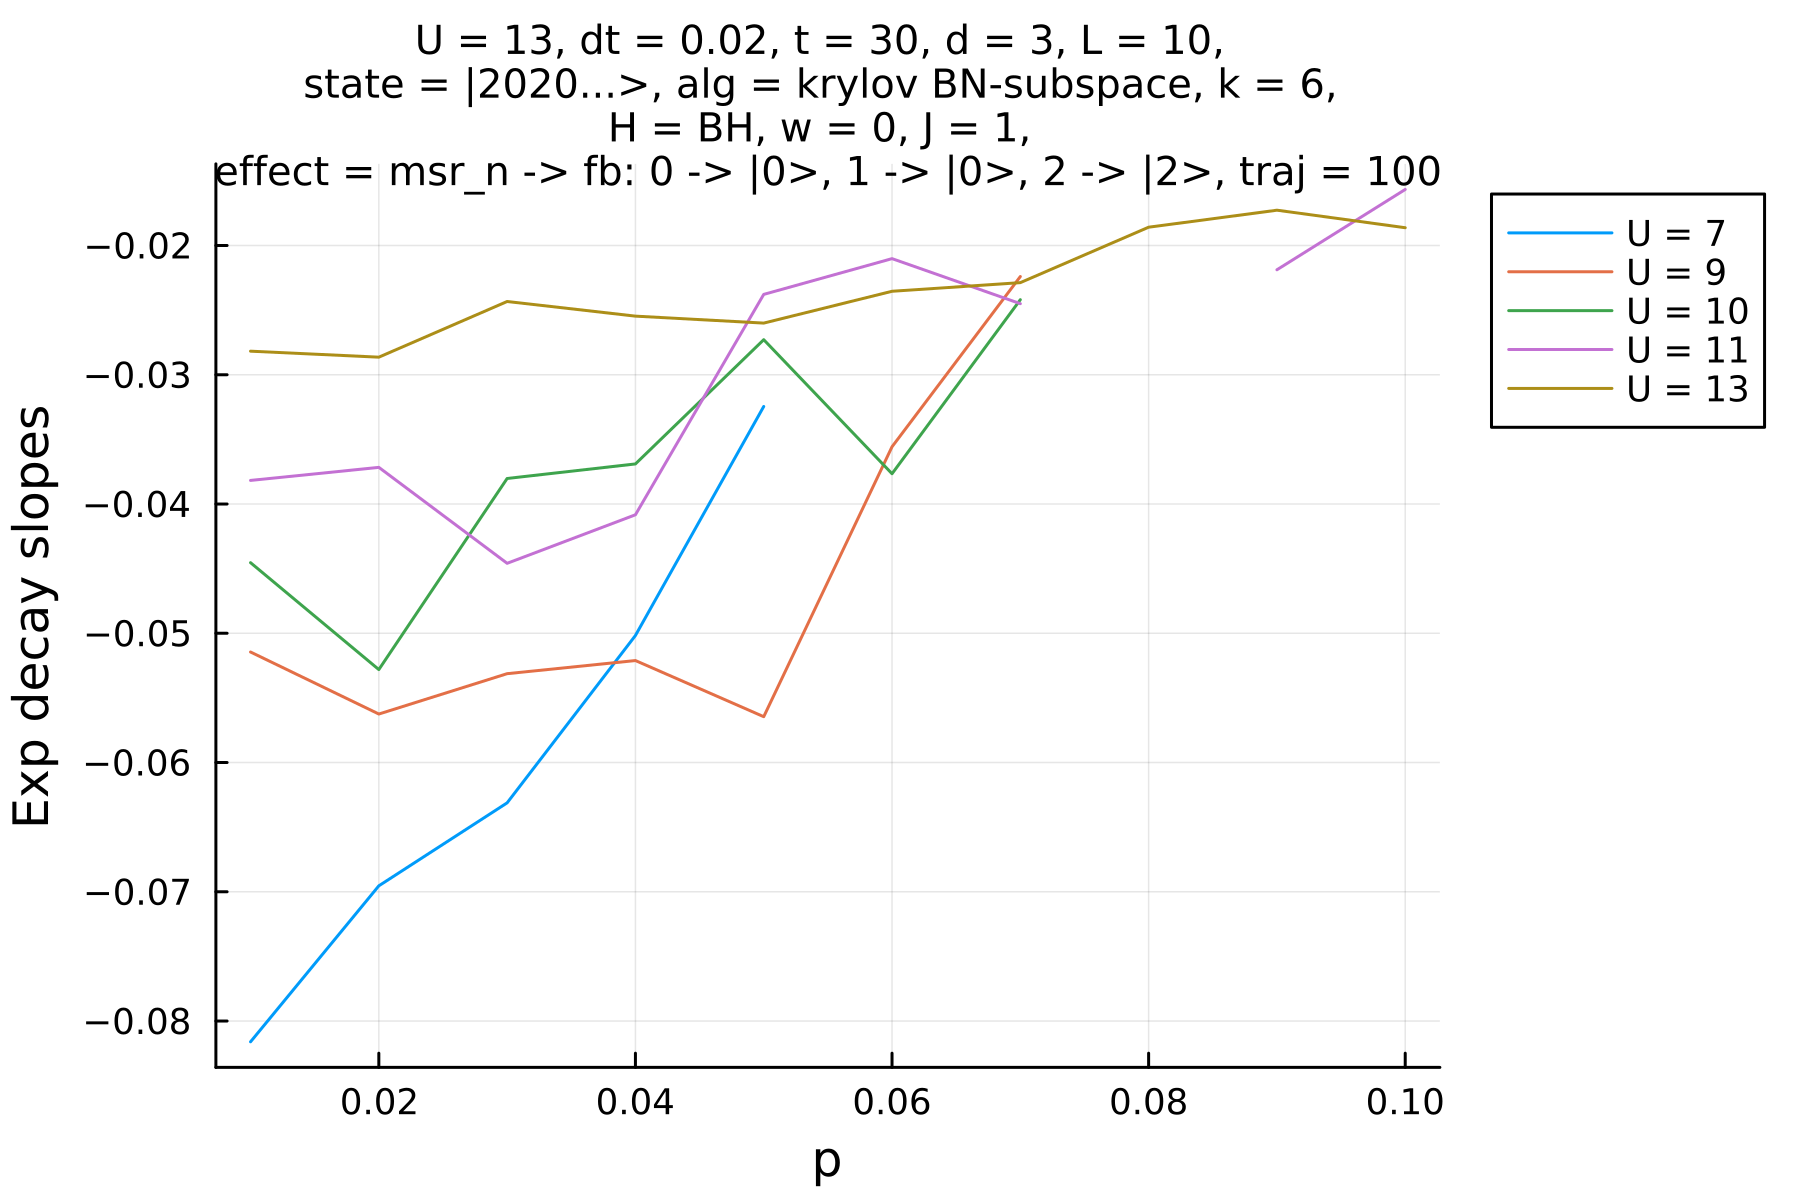 U = 13, dt = 0.02, t = 30, d = 3, L = 10,
state = |2020...>, alg = krylov BN-subspace, k = 6,
H = BH, w = 0, J = 1,
effect = msr_n -> fb: 0 -> |0>, 1 -> |0>, 2 -> |2>, traj = 100
−0.02
−0.03
−0.04
−0.05
−0.06
−0.07
−0.08
Exp decay slopes
0.02
0.04
0.06
0.08
0.10
p
U = 7
U = 9
U = 10
U = 11
U = 13